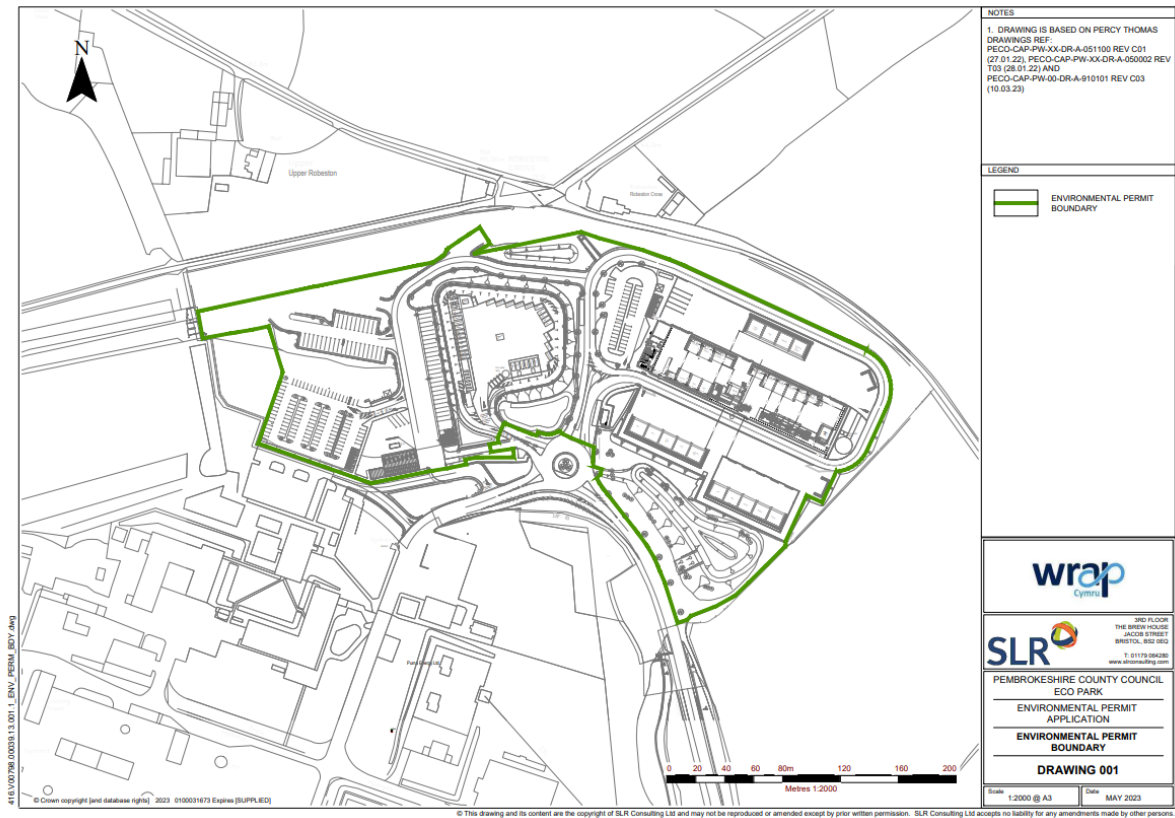 NOTES
1. DRAWING IS BASED ON PERCY THOMAS
DRAWINGS REF:
PECO-CAP-PW-XX-DR-A-051100 REV C01
(27.01.22), PECO-CAP-PW-XX-DR-A-050002 REV
T03 (28.01.22) AND
PECO-CAP-PW-00-DR-A-910101 REV C03
(10.03.23)
LEGEND
ENVIRONMENTAL PERMIT
BOUNDARY
N
Upper Robeston
Robeston Cross
0 20 40 60 80m 120 160 200
Metres 1:2000
wrap
Cymru
SLR
3RD FLOOR
THE BREW HOUSE
JACOB STREET
BRISTOL, BS2 0EQ
T: 01179 064280
www.slrconsulting.com
PEMBROKESHIRE COUNTY COUNCIL
ECO PARK
ENVIRONMENTAL PERMIT
APPLICATION
ENVIRONMENTAL PERMIT
BOUNDARY
DRAWING 001
Scale
1:2000 @ A3
Date
MAY 2023
416.V00798.00039.13.001.1_ENV_PERM_BDY.dwg
© Crown copyright [and database rights] 2023 0100031673 Expires [SUPPLIED]
© This drawing and its content are the copyright of SLR Consulting Ltd and may not be reproduced or amended except by prior written permission. SLR Consulting Ltd accepts no liability for any amendments made by other persons.